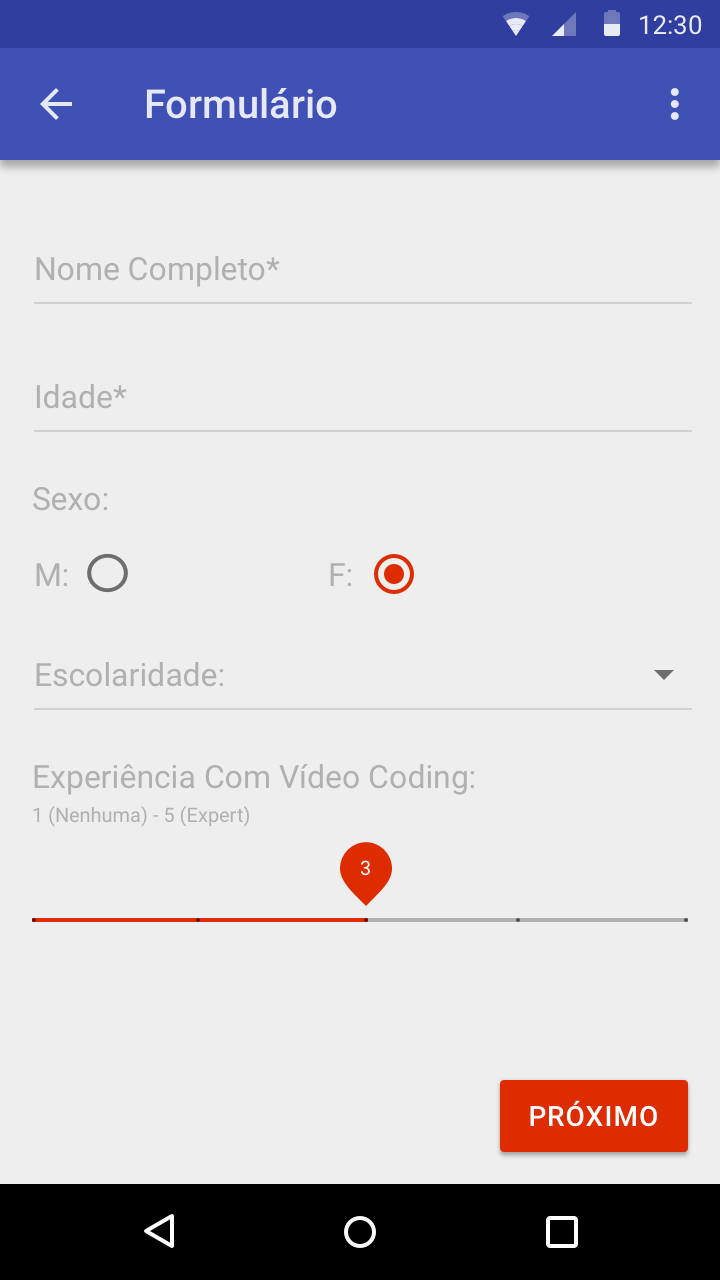 12:30
Formulário
Nome Completo*
Idade*
Sexo:
M: F:
Escolaridade:
Experiência Com Vídeo Coding:
1 (Nenhuma) - 5 (Expert)
3
PRÓXIMO